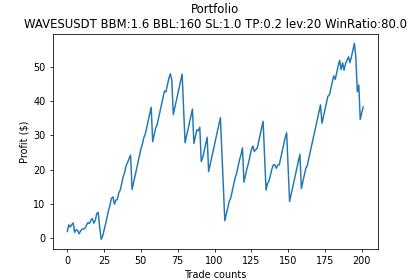 Portfolio
WAVESUSDT BBM:1.6 BBL:160 SL:1.0 TP:0.2 lev:20 WinRatio:80.0
Profit ($)
50
40
30
20
10
0
0 25 50 75 100 125 150 175 200
Trade counts